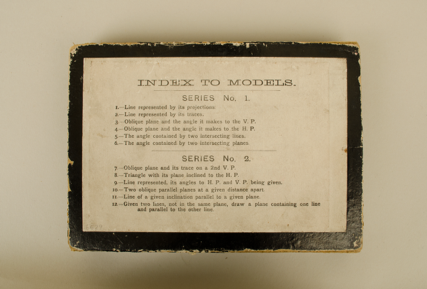 INDEX TO MODELS.
SERIES No. 1.
1.—Line represented by its projections.
2.—Line represented by its traces.
3.—Oblique plane and the angle it makes to the V. P.
4.—Oblique plane and the angle it makes to the H. P.
5.—The angle contained by two intersecting lines.
6.—The angle contained by two intersecting planes.
SERIES No. 2.
7.—Oblique plane and its trace on a 2nd V. P.
8.—Triangle with its plane inclined to the H. P.
9.—Line represented, its angles to H. P. and V. P. being given.
10.—Two oblique parallel planes at a given distance apart.
11.—Line of a given inclination parallel to a given plane.
12.—Given two lines, not in the same plane, draw a plane containing one line
and parallel to the other line.